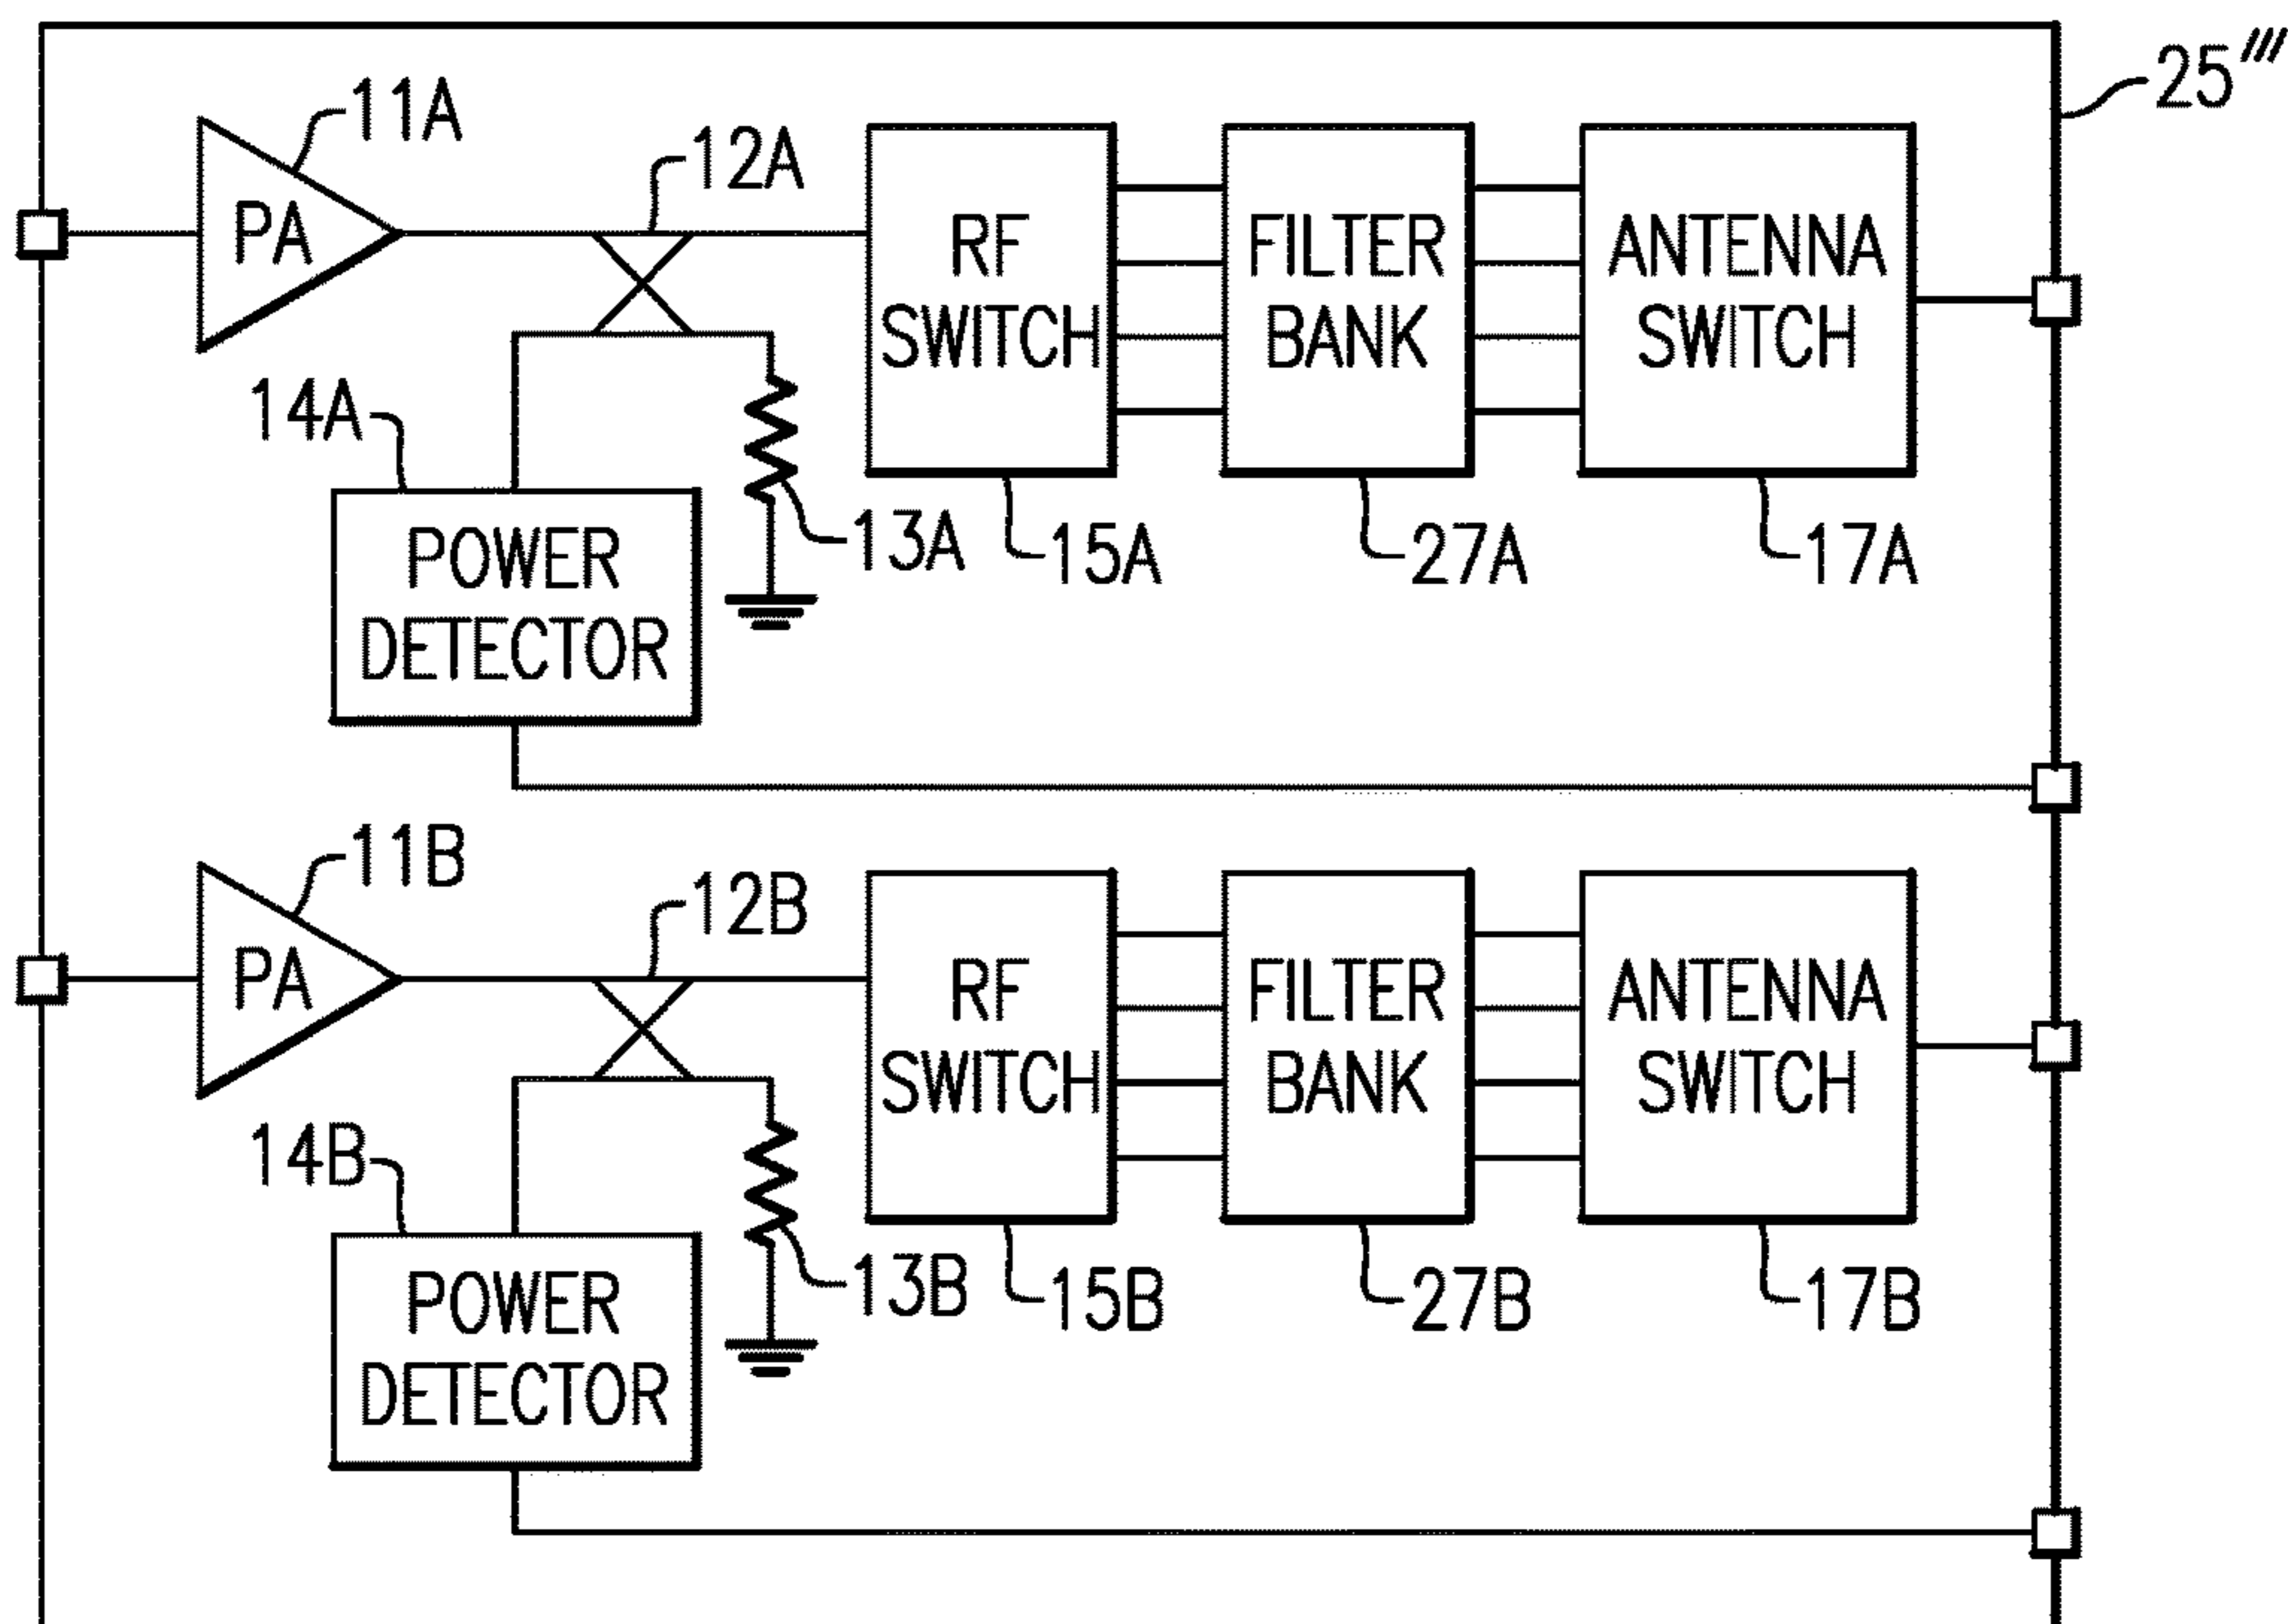 25‴
11A
12A
PA
RF
SWITCH
FILTER
BANK
ANTENNA
SWITCH
14A
13A
15A
27A
17A
POWER
DETECTOR
11B
12B
PA
RF
SWITCH
FILTER
BANK
ANTENNA
SWITCH
14B
13B
15B
27B
17B
POWER
DETECTOR